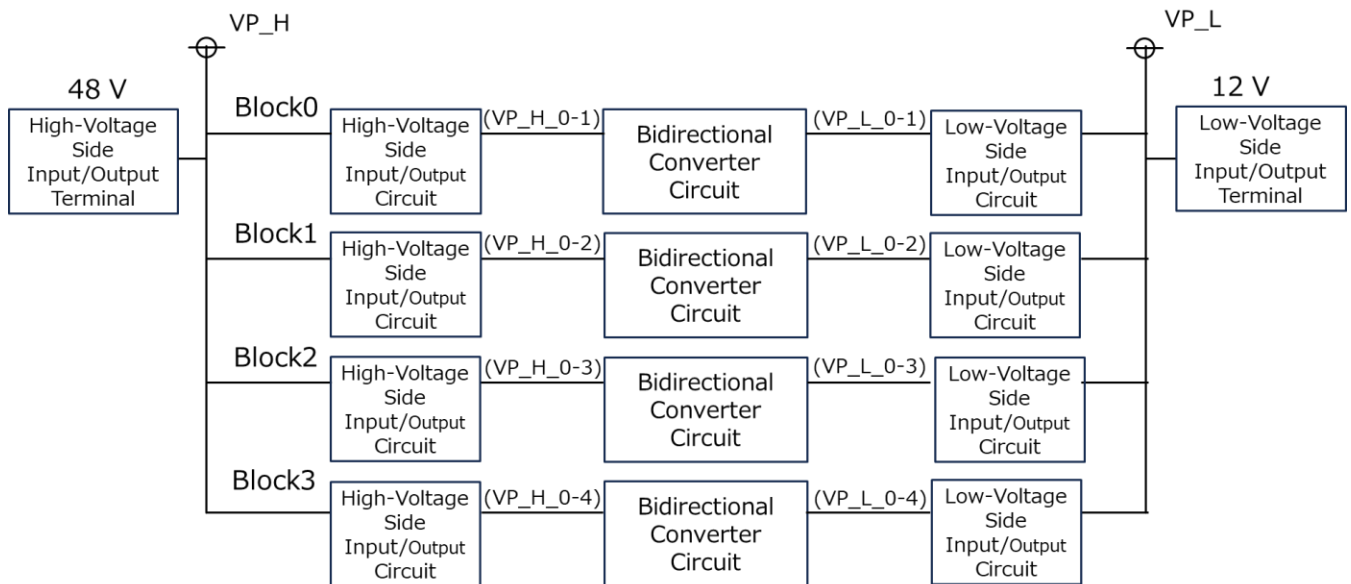 VP_H
VP_L
48 V
12 V
High-Voltage
Side
Input/Output
Terminal
Low-Voltage
Side
Input/Output
Terminal
Block0
High-Voltage
Side
Input/Output
Circuit
(VP_H_0-1)
Bidirectional
Converter
Circuit
(VP_L_0-1)
Low-Voltage
Side
Input/Output
Circuit
Block1
High-Voltage
Side
Input/Output
Circuit
(VP_H_0-2)
Bidirectional
Converter
Circuit
(VP_L_0-2)
Low-Voltage
Side
Input/Output
Circuit
Block2
High-Voltage
Side
Input/Output
Circuit
(VP_H_0-3)
Bidirectional
Converter
Circuit
(VP_L_0-3)
Low-Voltage
Side
Input/Output
Circuit
Block3
High-Voltage
Side
Input/Output
Circuit
(VP_H_0-4)
Bidirectional
Converter
Circuit
(VP_L_0-4)
Low-Voltage
Side
Input/Output
Circuit